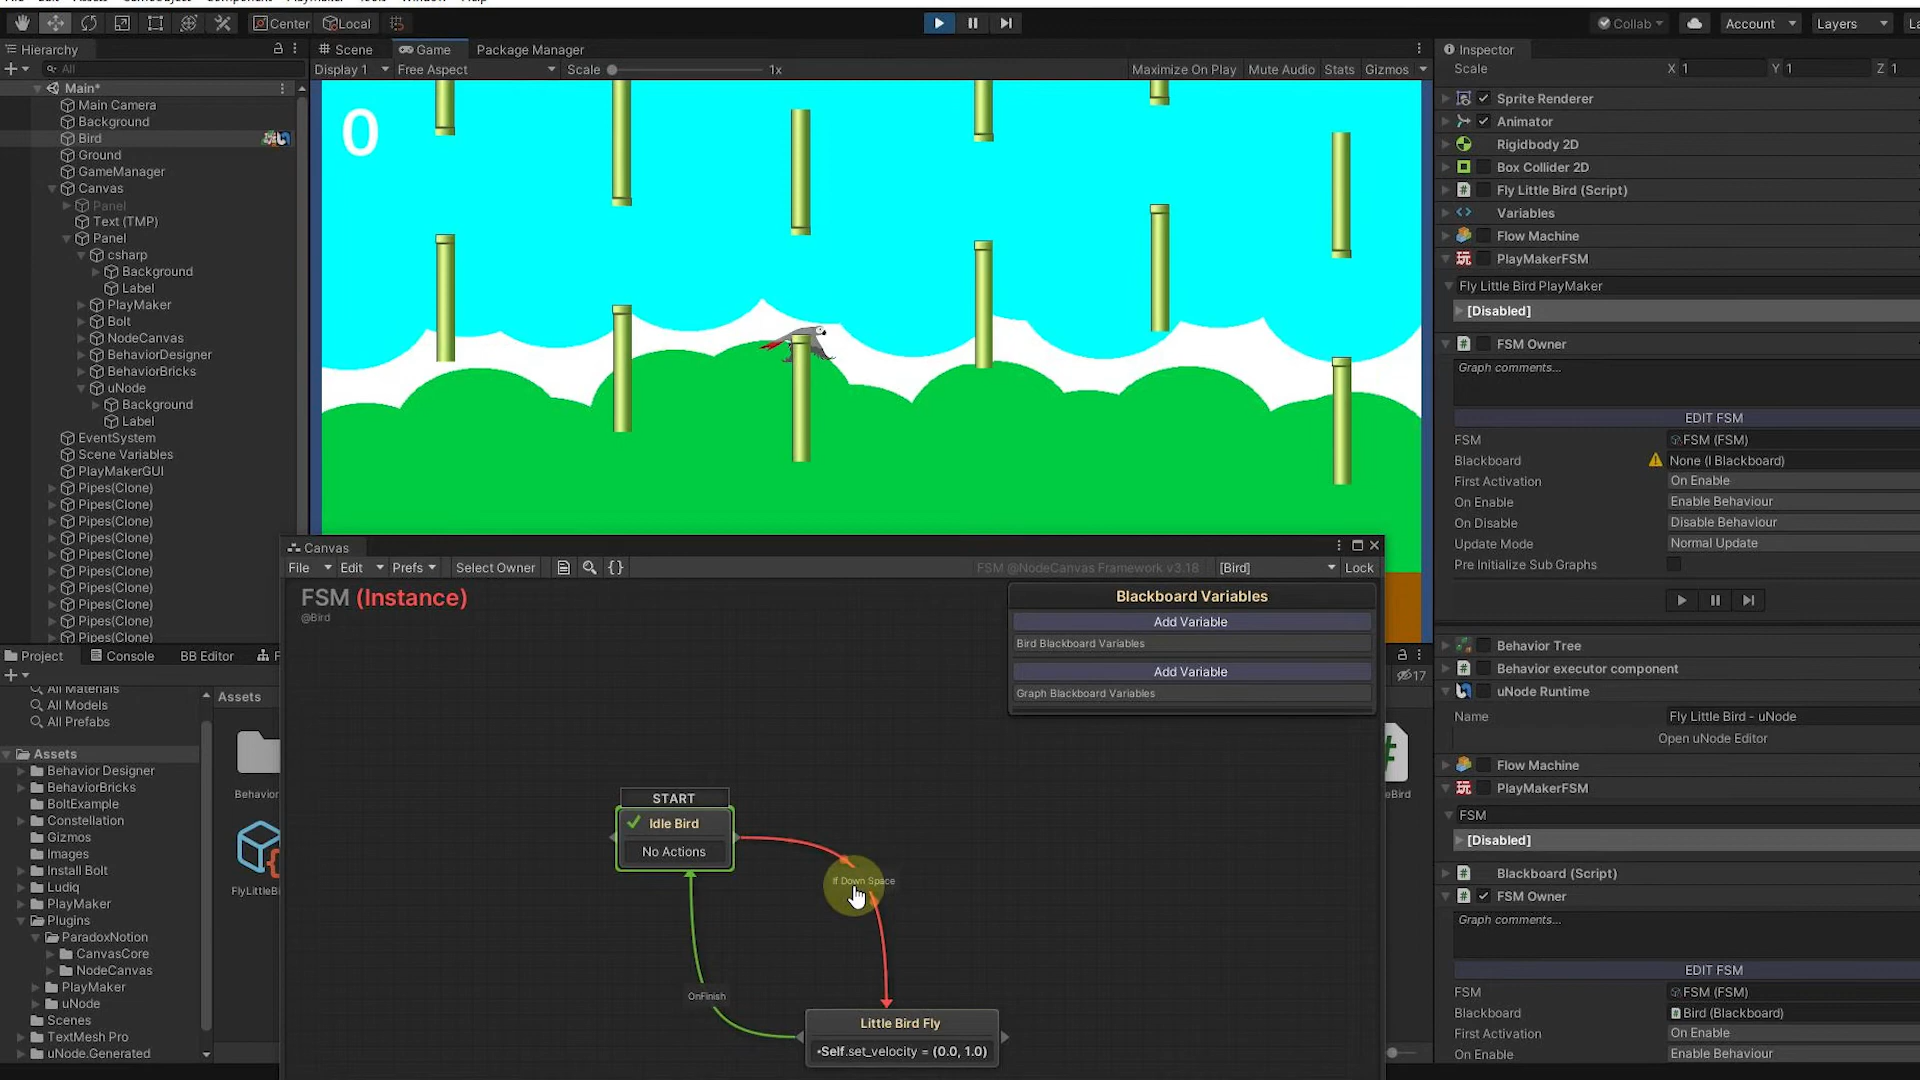 Center
Local
Collab
Account
Layers
Hierarchy
All
Main*
Main Camera
Background
Bird
Ground
GameManager
Canvas
Panel
Text (TMP)
Panel
csharp
Background
Label
PlayMaker
Bolt
NodeCanvas
BehaviorDesigner
BehaviorBricks
uNode
Background
Label
EventSystem
Scene Variables
PlayMakerGUI
Pipes(Clone)
Pipes(Clone)
Pipes(Clone)
Pipes(Clone)
Pipes(Clone)
Pipes(Clone)
Pipes(Clone)
Pipes(Clone)
Pipes(Clone)
Pipes(Clone)
Scene
Game
Package Manager
Display 1
Free Aspect
Scale
1x
Maximize On Play
Mute Audio
Stats
Gizmos
0
Canvas
File
Edit
Prefs
Select Owner
{}
FSM @NodeCanvas Framework v3.18
[Bird]
Lock
FSM (Instance)
@Bird
Blackboard Variables
Add Variable
Bird Blackboard Variables
Add Variable
Graph Blackboard Variables
START
Idle Bird
No Actions
If Down Space
OnFinish
Little Bird Fly
•Self.set_velocity = (0.0, 1.0)
Project
Console
BB Editor
17
All Materials
All Models
All Prefabs
Assets
Behavior Designer
BehaviorBricks
BoltExample
Constellation
Gizmos
Images
Install Bolt
Ludiq
PlayMaker
Plugins
ParadoxNotion
CanvasCore
NodeCanvas
PlayMaker
uNode
Scenes
TextMesh Pro
uNode.Generated
Assets
Behavior
FlyLittleBi
eBird
Inspector
Scale
X 1
Y 1
Z 1
Sprite Renderer
Animator
Rigidbody 2D
Box Collider 2D
Fly Little Bird (Script)
Variables
Flow Machine
PlayMakerFSM
Fly Little Bird PlayMaker
[Disabled]
FSM Owner
Graph comments...
EDIT FSM
FSM
FSM (FSM)
Blackboard
None (I Blackboard)
First Activation
On Enable
On Enable
Enable Behaviour
On Disable
Disable Behaviour
Update Mode
Normal Update
Pre Initialize Sub Graphs
Behavior Tree
Behavior executor component
uNode Runtime
Name
Fly Little Bird - uNode
Open uNode Editor
Flow Machine
PlayMakerFSM
FSM
[Disabled]
Blackboard (Script)
FSM Owner
Graph comments...
EDIT FSM
FSM
FSM (FSM)
Blackboard
Bird (Blackboard)
First Activation
On Enable
On Enable
Enable Behaviour